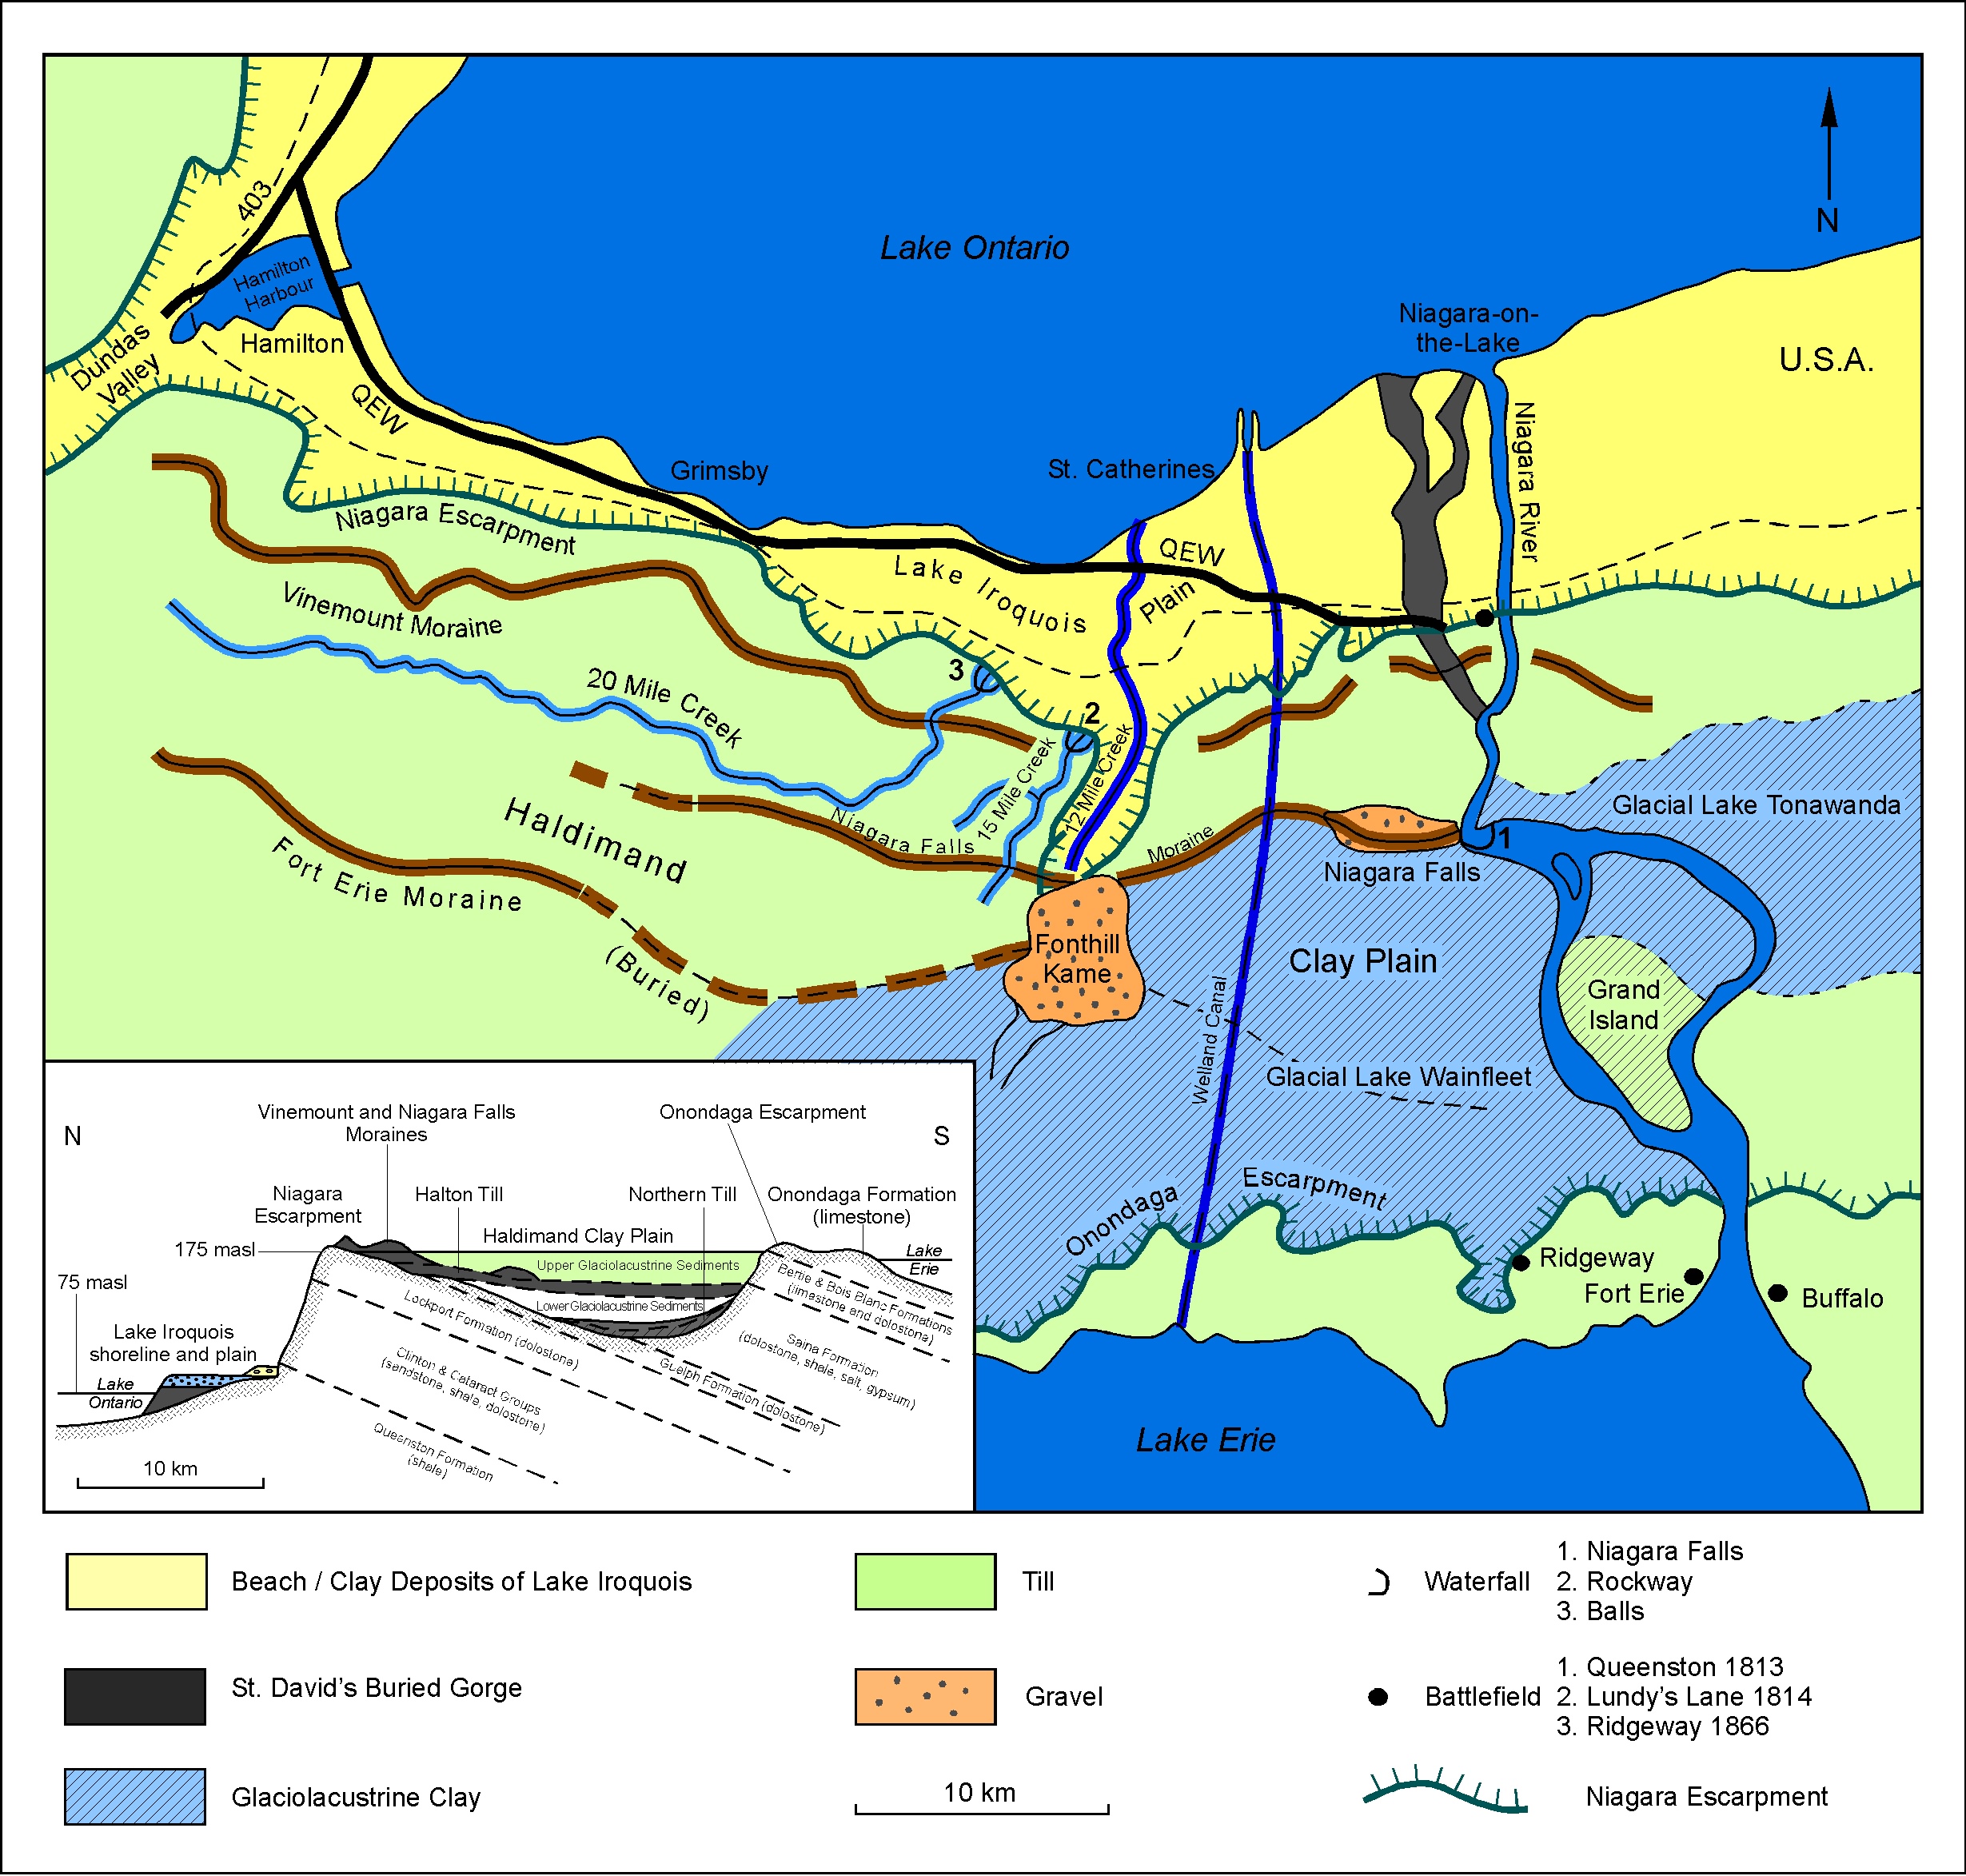 N
Lake Ontario
403
Hamilton
Harbour
Hamilton
Dundas
Valley
QEW
Niagara-on-
the-Lake
U.S.A.
Niagara River
Grimsby
St. Catherines
QEW
Lake Iroquois
Plain
Niagara Escarpment
Vinemount Moraine
20 Mile Creek
3
2
15 Mile Creek
12 Mile Creek
Niagara Falls
Moraine
Haldimand
Fort Erie Moraine
(Buried)
Fonthill
Kame
Niagara Falls
1
Glacial Lake Tonawanda
Clay Plain
Grand
Island
Welland Canal
Glacial Lake Wainfleet
Onondaga
Escarpment
Ridgeway
Fort Erie
Buffalo
Lake Erie
N
S
Vinemount and Niagara Falls
Moraines
Onondaga Escarpment
Niagara
Escarpment
Halton Till
Northern Till
Onondaga Formation
(limestone)
Haldimand Clay Plain
175 masl
Upper Glaciolacustrine Sediments
Lake
Erie
75 masl
Lower Glaciolacustrine Sediments
Bertie & Bois Blanc Formations
(limestone and dolostone)
Lockport Formation (dolostone)
Lake Iroquois
shoreline and plain
Saina Formation
(dolostone, shale, salt, gypsum)
Guelph Formation (dolostone)
Clinton & Cataract Groups
(sandstone, shale, dolostone)
Lake
Ontario
Queenston Formation
(shale)
10 km
Beach / Clay Deposits of Lake Iroquois
St. David's Buried Gorge
Glaciolacustrine Clay
Till
Gravel
10 km
Waterfall
1. Niagara Falls
2. Rockway
3. Balls
Battlefield
1. Queenston 1813
2. Lundy's Lane 1814
3. Ridgeway 1866
Niagara Escarpment